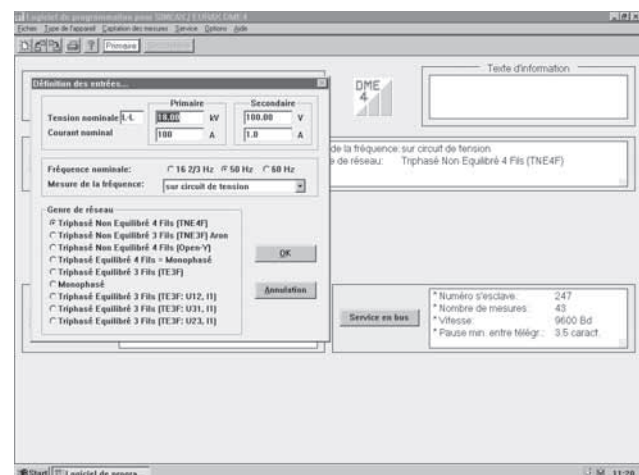 Logiciel de programmation pour SIMEAX / EURAX DME4
Fichier Type de l'appareil Captation des mesures Service Options Aide
Primaire
Texte d'information
DME
4
Définition des entrées...
Primaire
Secondaire
Tension nominale L-L 10.00 kV 100.00 V
Courant nominal 100 A 1.0 A
Fréquence nominale: 16 2/3 Hz 50 Hz 60 Hz
Mesure de la fréquence: sur circuit de tension
Genre de réseau
Triphasé Non Equilibré 4 Fils (TNE4F)
Triphasé Non Equilibré 3 Fils (TNE3F) Aron
Triphasé Non Equilibré 4 Fils (Open-Y)
Triphasé Equilibré 4 Fils = Monophasé
Triphasé Equilibré 3 Fils (TE3F)
Monophasé
Triphasé Equilibré 3 Fils (TE3F: U12, I1)
Triphasé Equilibré 3 Fils (TE3F: U31, I1)
Triphasé Equilibré 3 Fils (TE3F: U23, I1)
OK
Annulation
de la fréquence: sur circuit de tension
de réseau: Triphasé Non Equilibré 4 Fils (TNE4F)
Service en bus
* Numéro s'esclave: 247
* Nombre de mesures: 43
* Vitesse: 9600 Bd
* Pause min. entre télégr.: 3.5 caract.
Start Logiciel de progra... 11:20